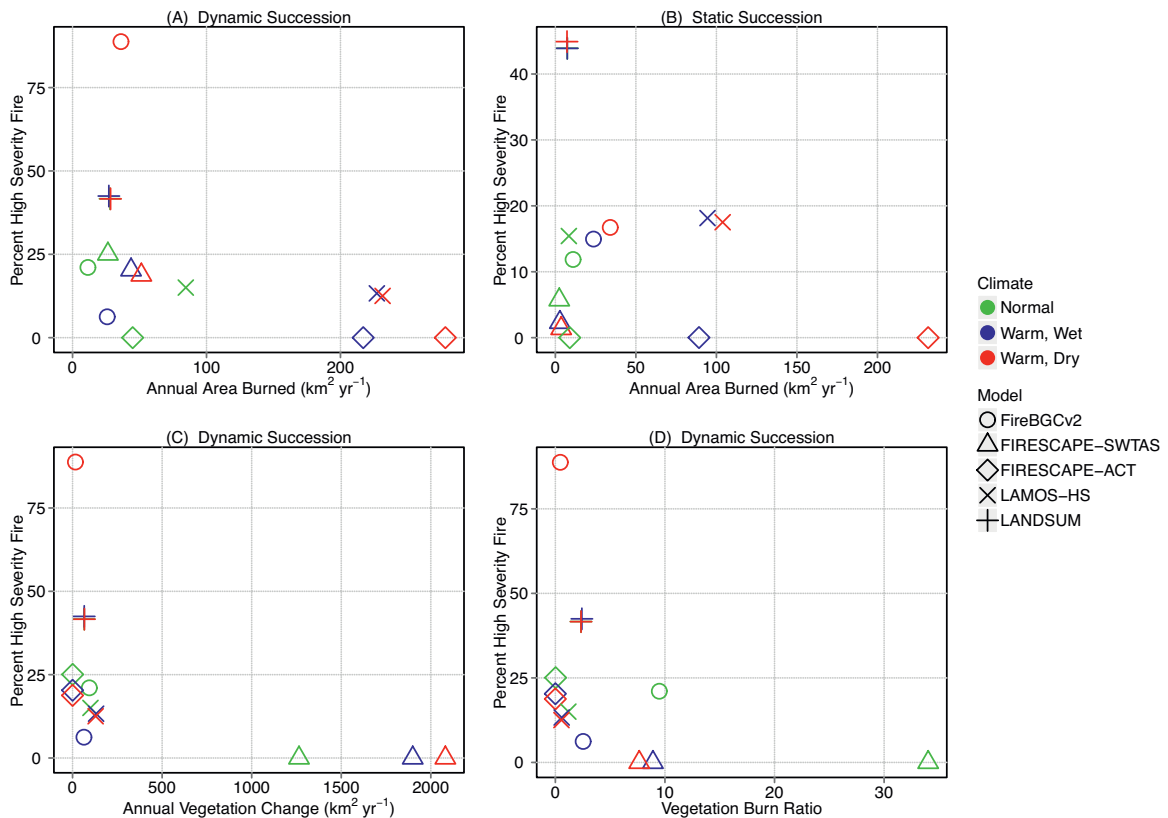 (A) Dynamic Succession
Percent High Severity Fire
75
50
25
0
0 100 200
Annual Area Burned (km² yr⁻¹)
(B) Static Succession
Percent High Severity Fire
40
30
20
10
0
0 50 100 150 200
Annual Area Burned (km² yr⁻¹)
(C) Dynamic Succession
Percent High Severity Fire
75
50
25
0
0 500 1000 1500 2000
Annual Vegetation Change (km² yr⁻¹)
(D) Dynamic Succession
Percent High Severity Fire
75
50
25
0
0 10 20 30
Vegetation Burn Ratio
Climate
Normal
Warm, Wet
Warm, Dry
Model
FireBGCv2
FIRESCAPE−SWTAS
FIRESCAPE−ACT
LAMOS−HS
LANDSUM